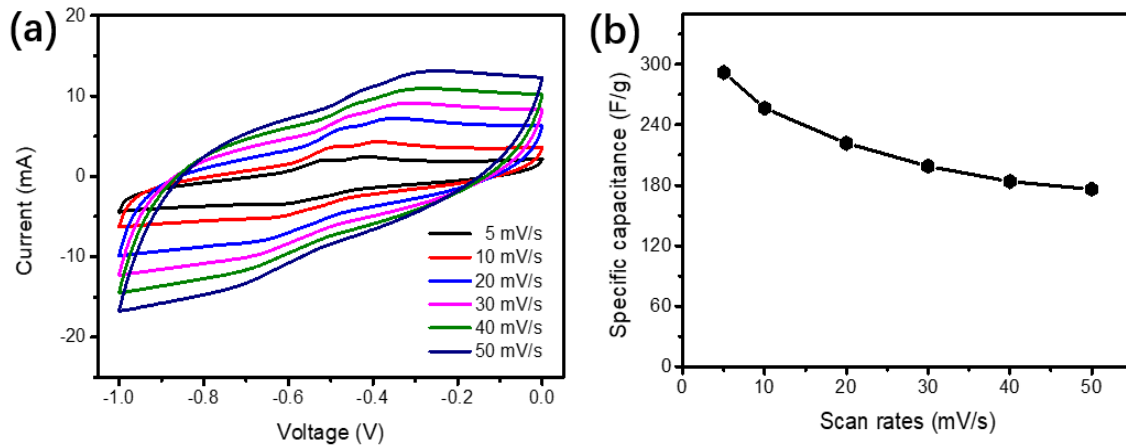 (a)
20
10
0
-10
-20
Current (mA)
-1.0 -0.8 -0.6 -0.4 -0.2 0.0
Voltage (V)
5 mV/s
10 mV/s
20 mV/s
30 mV/s
40 mV/s
50 mV/s
(b)
300
240
180
120
60
0
Specific capacitance (F/g)
0 10 20 30 40 50
Scan rates (mV/s)